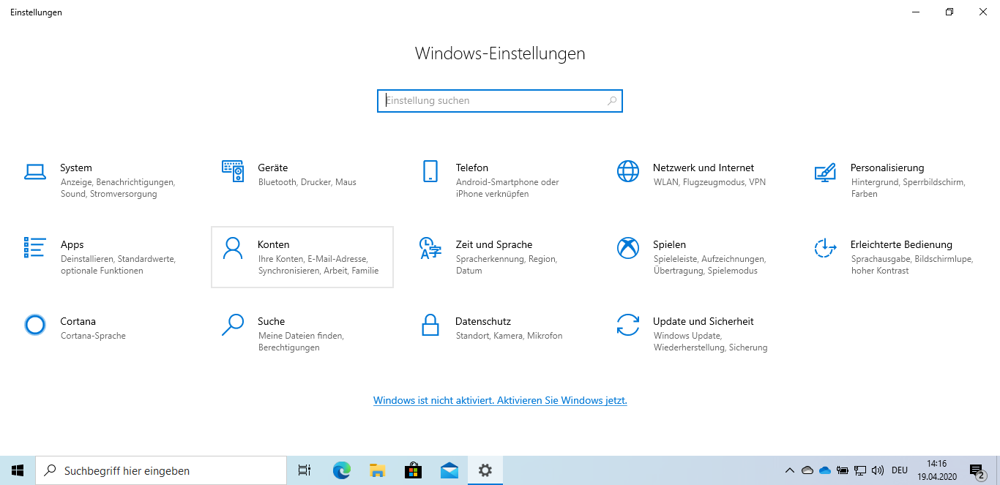 Einstellungen
Windows-Einstellungen
Einstellung suchen
System
Anzeige, Benachrichtigungen,
Sound, Stromversorgung
Geräte
Bluetooth, Drucker, Maus
Telefon
Android-Smartphone oder
iPhone verknüpfen
Netzwerk und Internet
WLAN, Flugzeugmodus, VPN
Personalisierung
Hintergrund, Sperrbildschirm,
Farben
Apps
Deinstallieren, Standardwerte,
optionale Funktionen
Konten
Ihre Konten, E-Mail-Adresse,
Synchronisieren, Arbeit, Familie
Zeit und Sprache
Spracherkennung, Region,
Datum
Spielen
Spieleleiste, Aufzeichnungen,
Übertragung, Spielemodus
Erleichterte Bedienung
Sprachausgabe, Bildschirmlupe,
hoher Kontrast
Cortana
Cortana-Sprache
Suche
Meine Dateien finden,
Berechtigungen
Datenschutz
Standort, Kamera, Mikrofon
Update und Sicherheit
Windows Update,
Wiederherstellung, Sicherung
Windows ist nicht aktiviert. Aktivieren Sie Windows jetzt.
Suchbegriff hier eingeben
DEU
14:16
19.04.2020
2